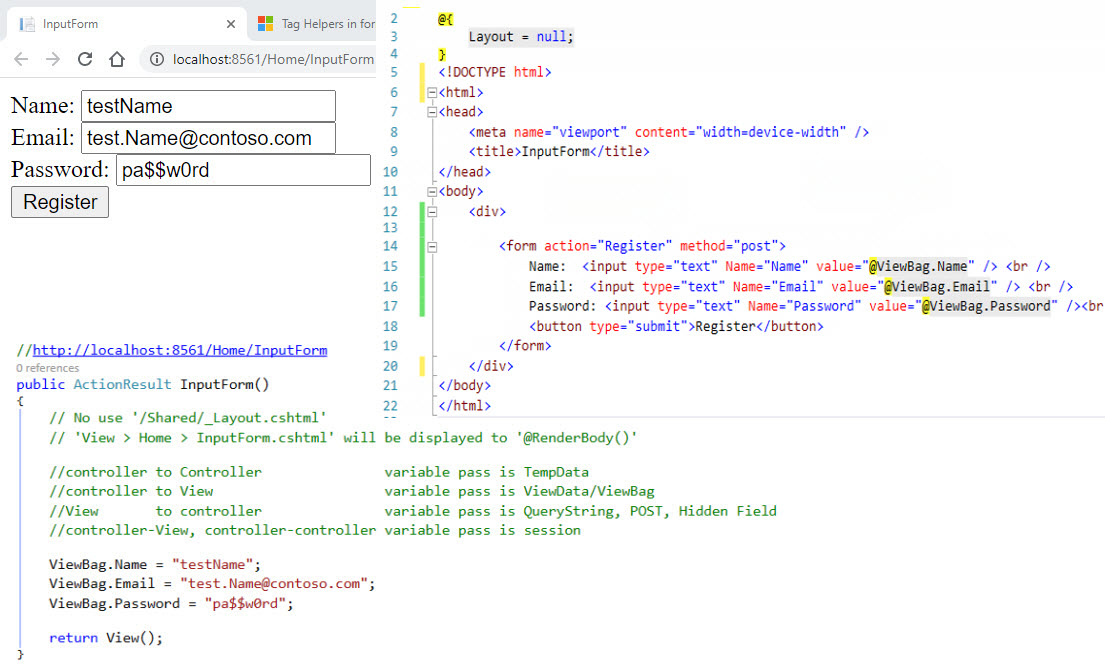 InputForm
Tag Helpers in for
localhost:8561/Home/InputForm
Name: testName
Email: test.Name@contoso.com
Password: pa$$w0rd
Register
2 @{
3 Layout = null;
4 }
5 <!DOCTYPE html>
6 <html>
7 <head>
8 <meta name="viewport" content="width=device-width" />
9 <title>InputForm</title>
10 </head>
11 <body>
12 <div>
13
14 <form action="Register" method="post">
15 Name: <input type="text" Name="Name" value="@ViewBag.Name" /> <br />
16 Email: <input type="text" Name="Email" value="@ViewBag.Email" /> <br />
17 Password: <input type="text" Name="Password" value="@ViewBag.Password" /><br
18 <button type="submit">Register</button>
19 </form>
20 </div>
21 </body>
22 </html>
//http://localhost:8561/Home/InputForm
0 references
public ActionResult InputForm()
{
// No use '/Shared/_Layout.cshtml'
// 'View > Home > InputForm.cshtml' will be displayed to '@RenderBody()'
//controller to Controller variable pass is TempData
//controller to View variable pass is ViewData/ViewBag
//View to controller variable pass is QueryString, POST, Hidden Field
//controller-View, controller-controller variable pass is session
ViewBag.Name = "testName";
ViewBag.Email = "test.Name@contoso.com";
ViewBag.Password = "pa$$w0rd";
return View();
}